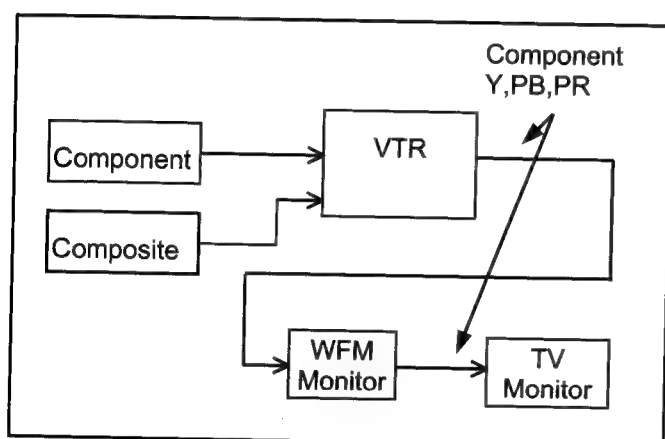 Component
Y,PB,PR
VTR
Component
Composite
WFM
Monitor
TV
Monitor